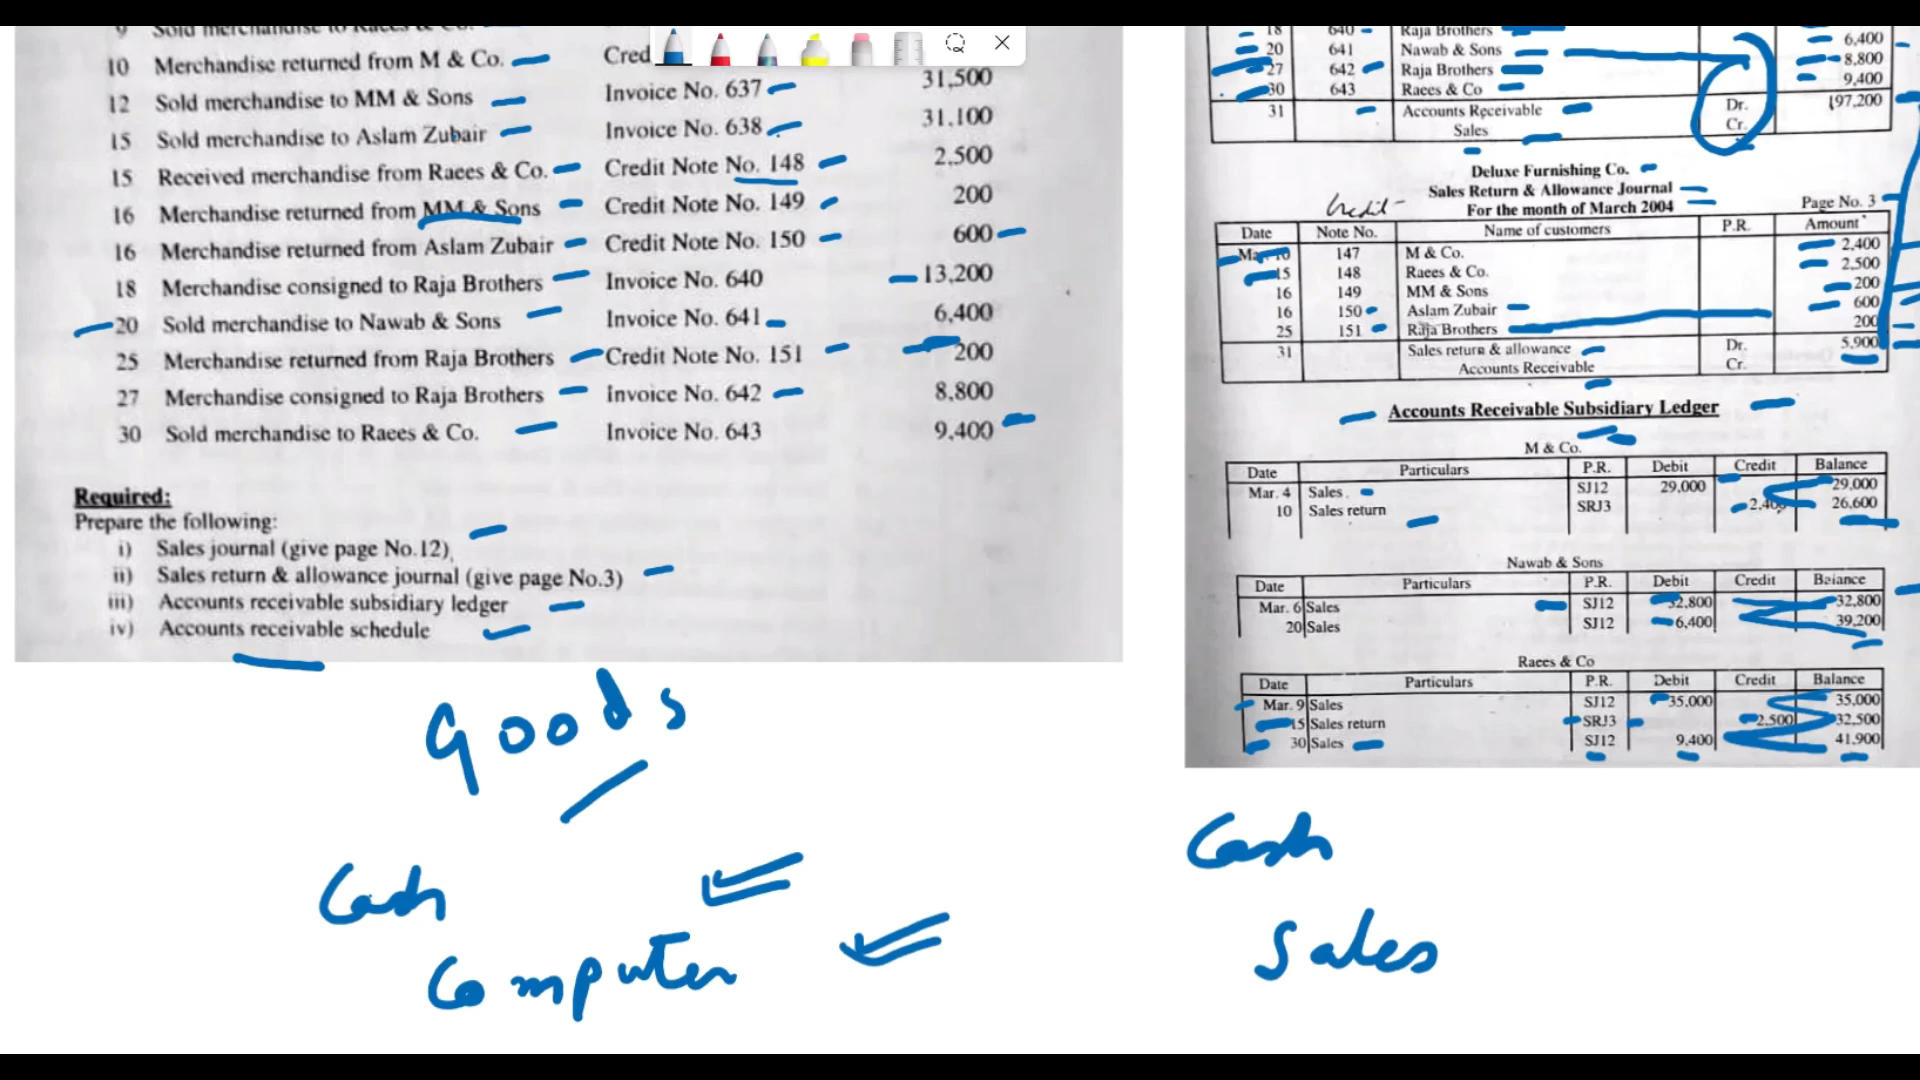 9 Sold merchandise to Raees & Co.
10 Merchandise returned from M & Co. Cred
12 Sold merchandise to MM & Sons Invoice No. 637 31,500
15 Sold merchandise to Aslam Zubair Invoice No. 638 31,100
15 Received merchandise from Raees & Co. Credit Note No. 148 2,500
16 Merchandise returned from MM & Sons Credit Note No. 149 200
16 Merchandise returned from Aslam Zubair Credit Note No. 150 600
18 Merchandise consigned to Raja Brothers Invoice No. 640 13,200
20 Sold merchandise to Nawab & Sons Invoice No. 641 6,400
25 Merchandise returned from Raja Brothers Credit Note No. 151 200
27 Merchandise consigned to Raja Brothers Invoice No. 642 8,800
30 Sold merchandise to Raees & Co. Invoice No. 643 9,400
Required:
Prepare the following:
i) Sales journal (give page No.12),
ii) Sales return & allowance journal (give page No.3)
iii) Accounts receivable subsidiary ledger
iv) Accounts receivable schedule
Goods
Cash
Computer
18 640 Raja Brothers
20 641 Nawab & Sons 6,400
27 642 Raja Brothers 8,800
30 643 Raees & Co 9,400
31 Accounts Receivable Dr. 197,200
Sales Cr.
Deluxe Furnishing Co.
Sales Return & Allowance Journal
For the month of March 2004 Page No. 3
Credit
Date Note No. Name of customers P.R. Amount
Mar. 10 147 M & Co. 2,400
15 148 Raees & Co. 2,500
16 149 MM & Sons 200
16 150 Aslam Zubair 600
25 151 Raja Brothers 200
31 Sales return & allowance Dr. 5,900
Accounts Receivable Cr.
Accounts Receivable Subsidiary Ledger
M & Co.
Date Particulars P.R. Debit Credit Balance
Mar. 4 Sales SJ12 29,000 29,000
10 Sales return SRJ3 2,400 26,600
Nawab & Sons
Date Particulars P.R. Debit Credit Balance
Mar. 6 Sales SJ12 32,800 32,800
20 Sales SJ12 6,400 39,200
Raees & Co
Date Particulars P.R. Debit Credit Balance
Mar. 9 Sales SJ12 35,000 35,000
15 Sales return SRJ3 2,500 32,500
30 Sales SJ12 9,400 41,900
Cash
Sales